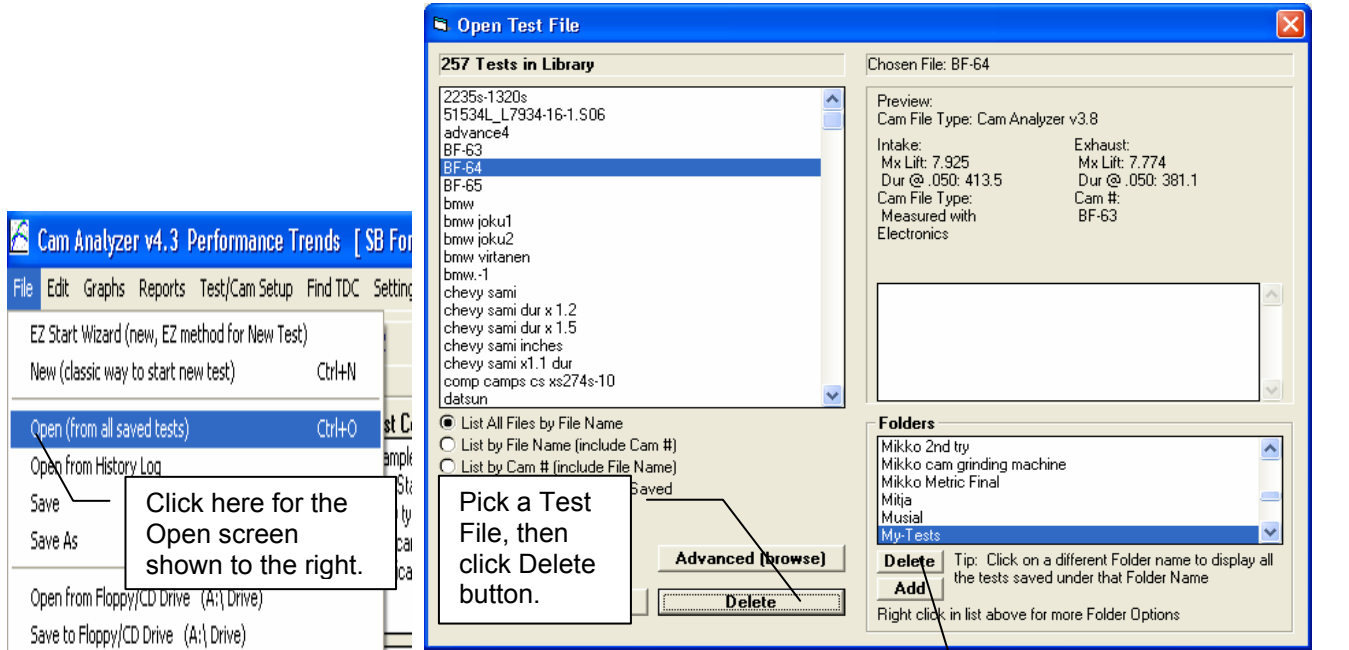 Cam Analyzer v4.3 Performance Trends [ SB For
File Edit Graphs Reports Test/Cam Setup Find TDC Setting
EZ Start Wizard (new, EZ method for New Test)
New (classic way to start new test) Ctrl+N
Open (from all saved tests) Ctrl+O
Open from History Log
Save
Save As
Open from Floppy/CD Drive (A:\ Drive)
Save to Floppy/CD Drive (A:\ Drive)
Click here for the
Open screen
shown to the right.
Open Test File
257 Tests in Library
2235s-1320s
51534L_L7934-16-1.S06
advance4
BF-63
BF-64
BF-65
bmw
bmw joku1
bmw joku2
bmw virtanen
bmw.-1
chevy sami
chevy sami dur x 1.2
chevy sami dur x 1.5
chevy sami inches
chevy sami x1.1 dur
comp camps cs xs274s-10
datsun
List All Files by File Name
List by File Name (include Cam #)
List by Cam # (include File Name)
Saved
Pick a Test
File, then
click Delete
button.
Advanced (browse)
Delete
Chosen File: BF-64
Preview:
Cam File Type: Cam Analyzer v3.8
Intake: Exhaust:
Mx Lift: 7.925 Mx Lift: 7.774
Dur @ .050: 413.5 Dur @ .050: 381.1
Cam File Type: Cam #:
Measured with BF-63
Electronics
Folders
Mikko 2nd try
Mikko cam grinding machine
Mikko Metric Final
Mitja
Musial
My-Tests
Delete Tip: Click on a different Folder name to display all
the tests saved under that Folder Name
Add
Right click in list above for more Folder Options